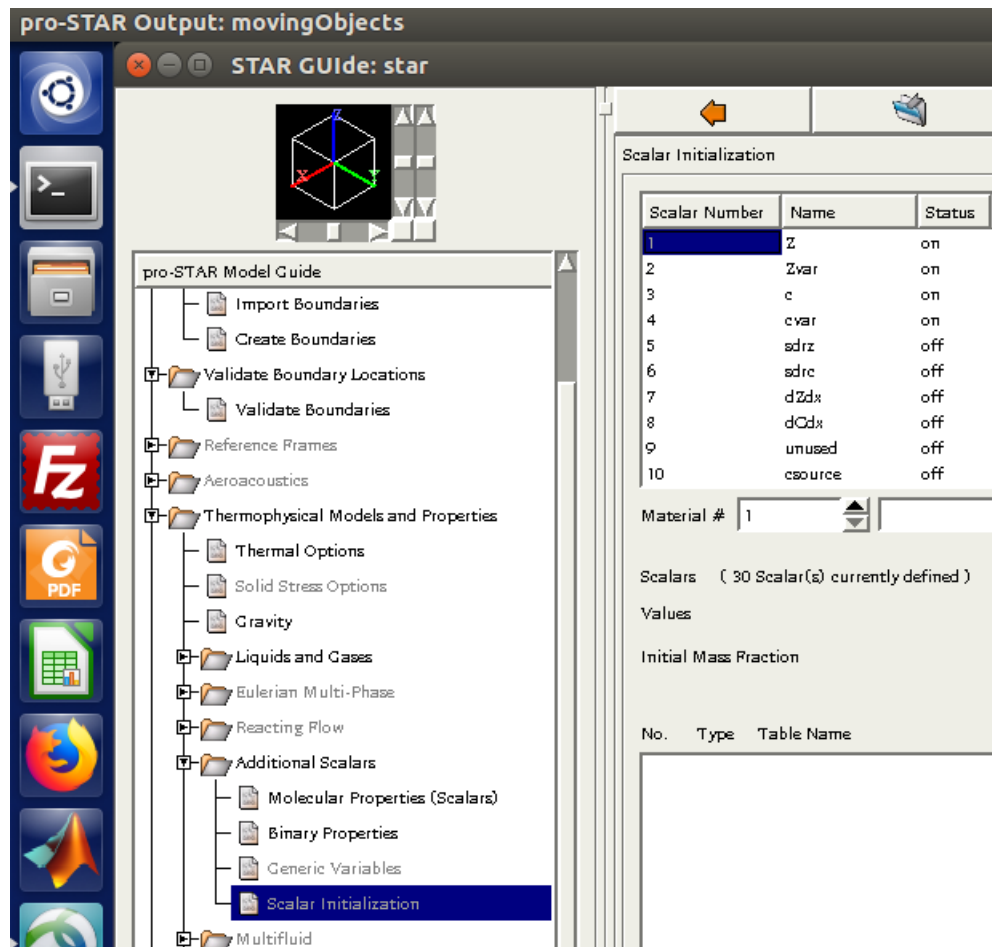 pro-STAR Output: movingObjects
STAR GUIde: star
Z
X
Y
pro-STAR Model Guide
Import Boundaries
Create Boundaries
Validate Boundary Locations
Validate Boundaries
Reference Frames
Aeroacoustics
Thermophysical Models and Properties
Thermal Options
Solid Stress Options
Gravity
Liquids and Gases
Eulerian Multi-Phase
Reacting Flow
Additional Scalars
Molecular Properties (Scalars)
Binary Properties
Generic Variables
Scalar Initialization
Multifluid
>_
Fz
G
PDF
Scalar Initialization
Scalar Number Name Status
1 Z on
2 Zvar on
3 c on
4 cvar on
5 sdrz off
6 sdrc off
7 dZdx off
8 dCdx off
9 unused off
10 csource off
Material # 1
Scalars ( 30 Scalar(s) currently defined )
Values
Initial Mass Fraction
No. Type Table Name